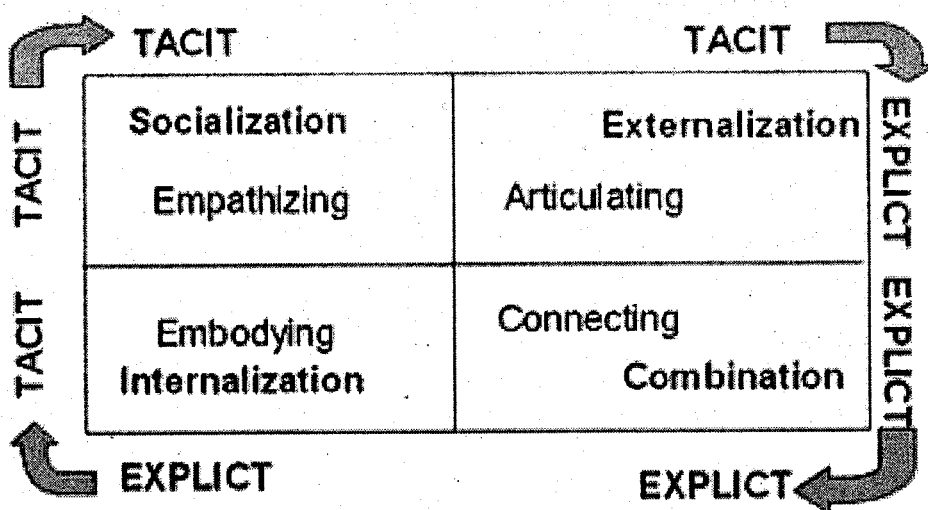 TACIT TACIT
TACIT
EXPLICT
Socialization Externalization
Empathizing Articulating
TACIT
EXPLICT
Embodying Connecting
Internalization Combination
EXPLICT EXPLICT